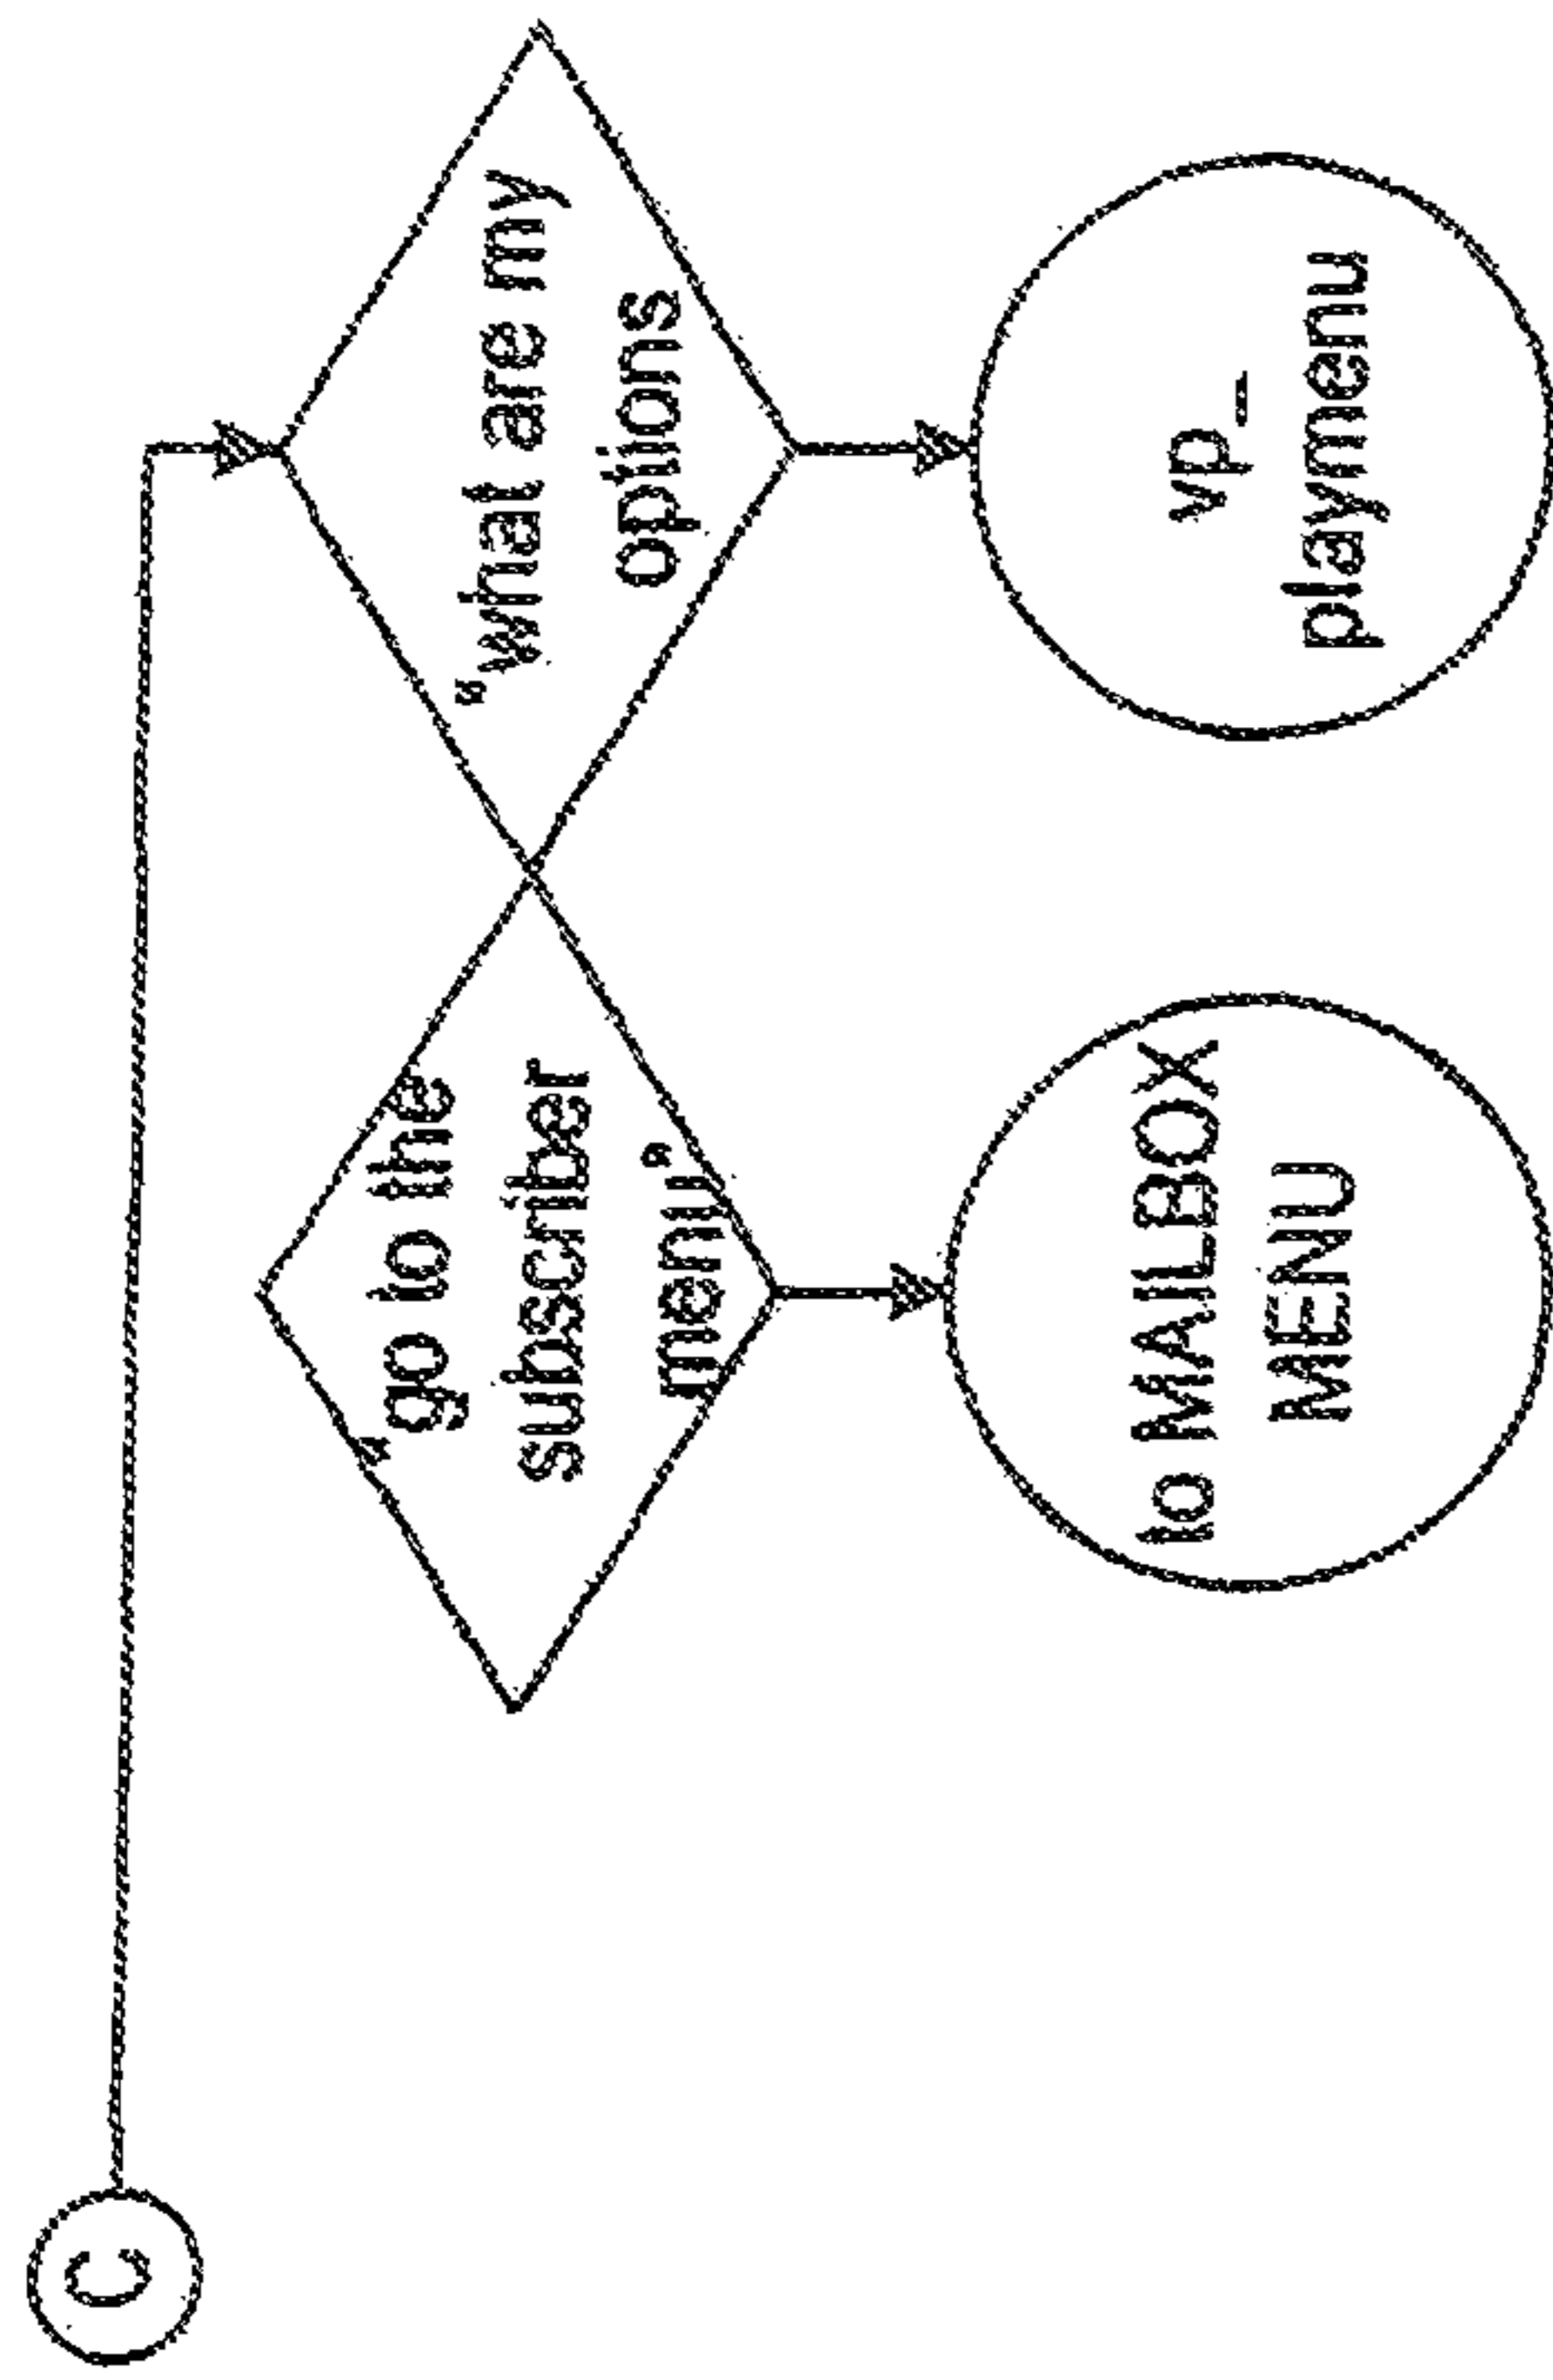 C
"go to the
subscriber
menu"
"what are my
options
to MAILBOX
MENU
vp_
playmenu